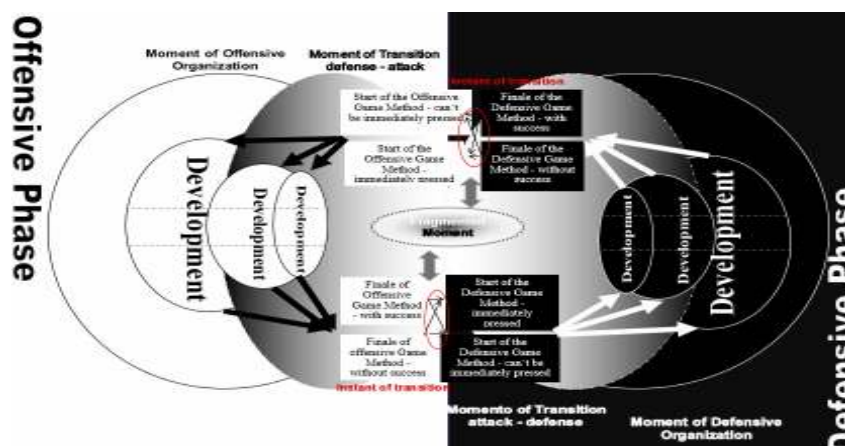 Offensive Phase
Moment of Offensive
Organization
Moment of Transition
defense - attack
Instant of transition
Start of the Offensive
Game Method - can't
be immediately pressed
Finale of the
Defensive Game
Method - with
success
Start of the
Offensive Game
Method -
immediately pressed
Finale of the
Defensive Game
Method - without
success
Development
Development
Development
Moment
Development
Development
Development
Finale of
Offensive Game
Method
- with success
Start of the
Defensive Game
Method -
immediately
pressed
Finale of
offensive Game
Method -
without success
Start of the
Defensive Game
Method - can't be
immediately pressed
Instant of transition
Momento of Transition
attack - defense
Moment of Defensive
Organization
Defensive Phase